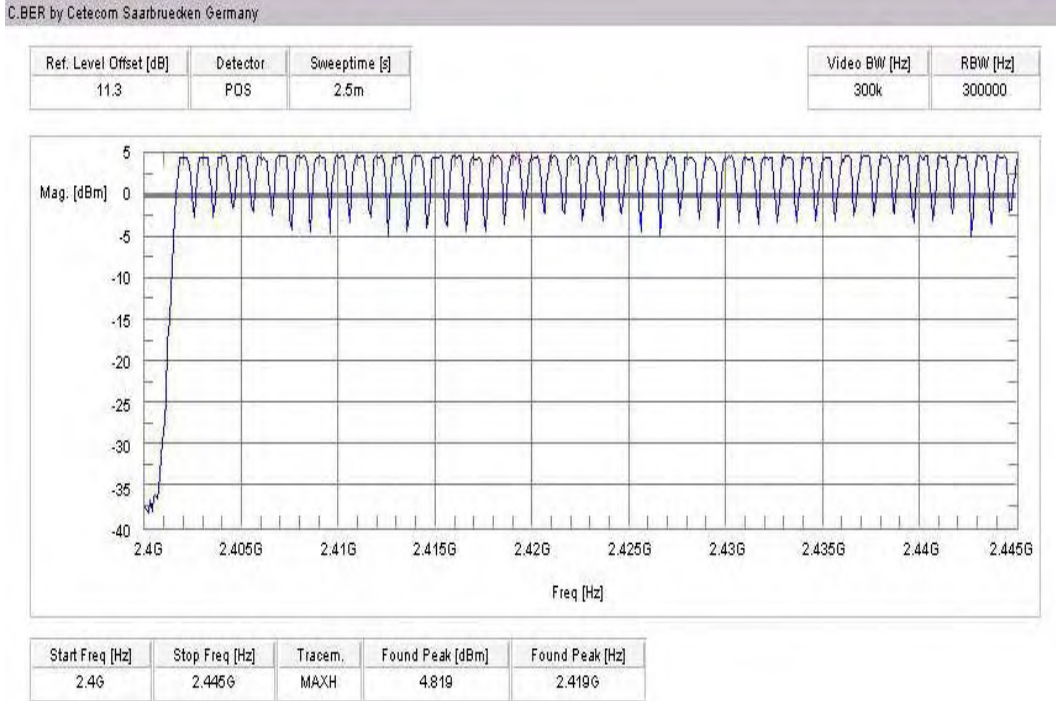 C.BER by Cetecom Saarbruecken Germany
Ref. Level Offset [dB] Detector Sweeptime [s] Video BW [Hz] RBW [Hz]
11.3 POS 2.5m 300k 300000
5
Mag. [dBm] 0
-5
-10
-15
-20
-25
-30
-35
-40
2.4G 2.405G 2.41G 2.415G 2.42G 2.425G 2.43G 2.435G 2.44G 2.445G
Freq [Hz]
Start Freq [Hz] Stop Freq [Hz] Tracem. Found Peak [dBm] Found Peak [Hz]
2.4G 2.445G MAXH 4.819 2.419G